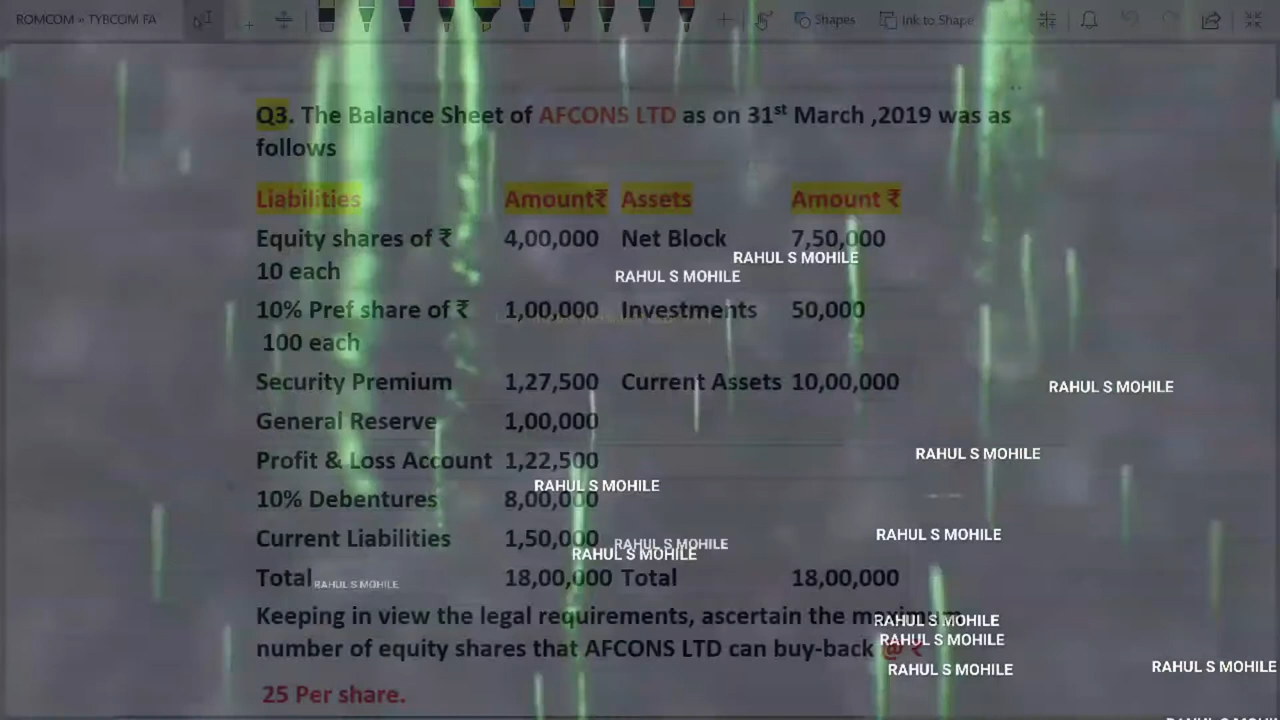 ROMCOM » TYBCOM FA
Shapes
Ink to Shape
Q3. The Balance Sheet of AFCONS LTD as on 31st March ,2019 was as
follows
Liabilities Amount₹ Assets Amount ₹
Equity shares of ₹ 4,00,000 Net Block 7,50,000
10 each
RAHUL S MOHILE
RAHUL S MOHILE
10% Pref share of ₹ 1,00,000 Investments 50,000
100 each
Security Premium 1,27,500 Current Assets 10,00,000
RAHUL S MOHILE
General Reserve 1,00,000
Profit & Loss Account 1,22,500
RAHUL S MOHILE
RAHUL S MOHILE
10% Debentures 8,00,000
Current Liabilities 1,50,000
RAHUL S MOHILE
RAHUL S MOHILE
RAHUL S MOHILE
Total 18,00,000 Total 18,00,000
RAHUL S MOHILE
Keeping in view the legal requirements, ascertain the maximum
RAHUL S MOHILE
RAHUL S MOHILE
number of equity shares that AFCONS LTD can buy-back @ ₹
RAHUL S MOHILE
RAHUL S MOHILE
25 Per share.